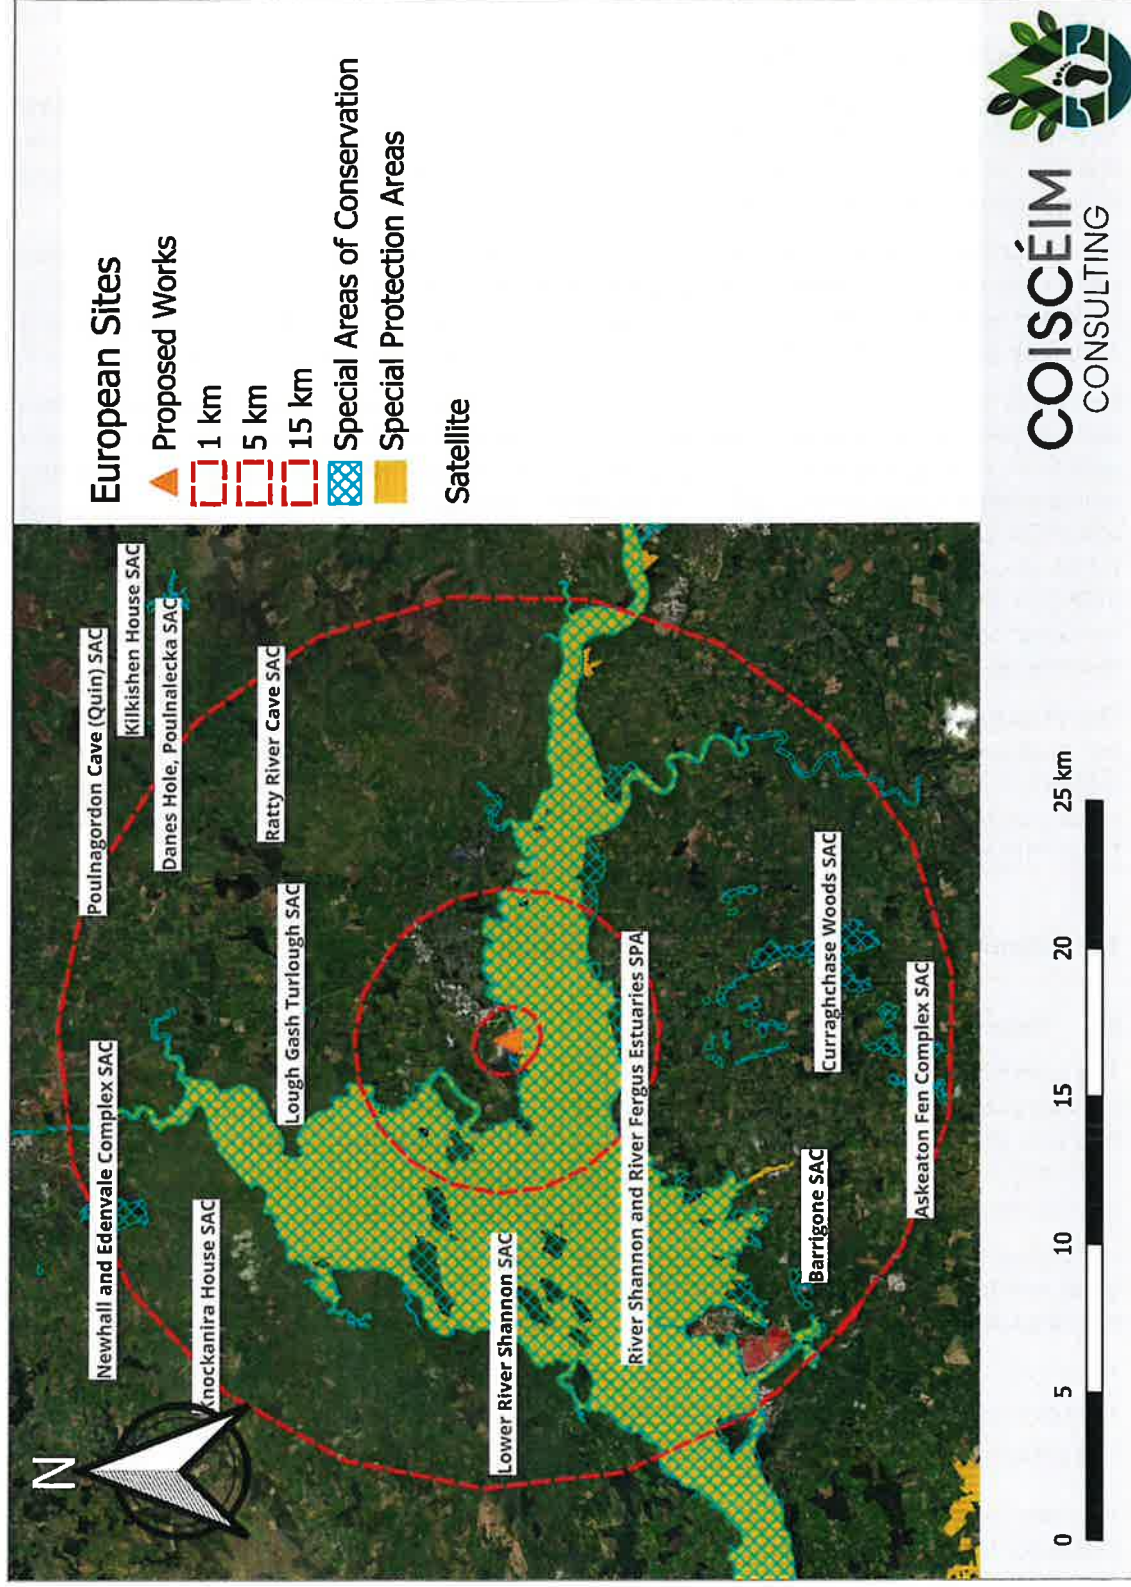 N
Newhall and Edenvale Complex SAC
Poulnagordon Cave (Quin) SAC
Kilkishen House SAC
Danes Hole, Poulnalecka SAC
Knockanira House SAC
Lough Gash Turlough SAC
Ratty River Cave SAC
Lower River Shannon SAC
River Shannon and River Fergus Estuaries SPA
Barrigone SAC
Curraghchase Woods SAC
Askeaton Fen Complex SAC
European Sites
Proposed Works
1 km
5 km
15 km
Special Areas of Conservation
Special Protection Areas
Satellite
0 5 10 15 20 25 km
COISCÉIM
CONSULTING